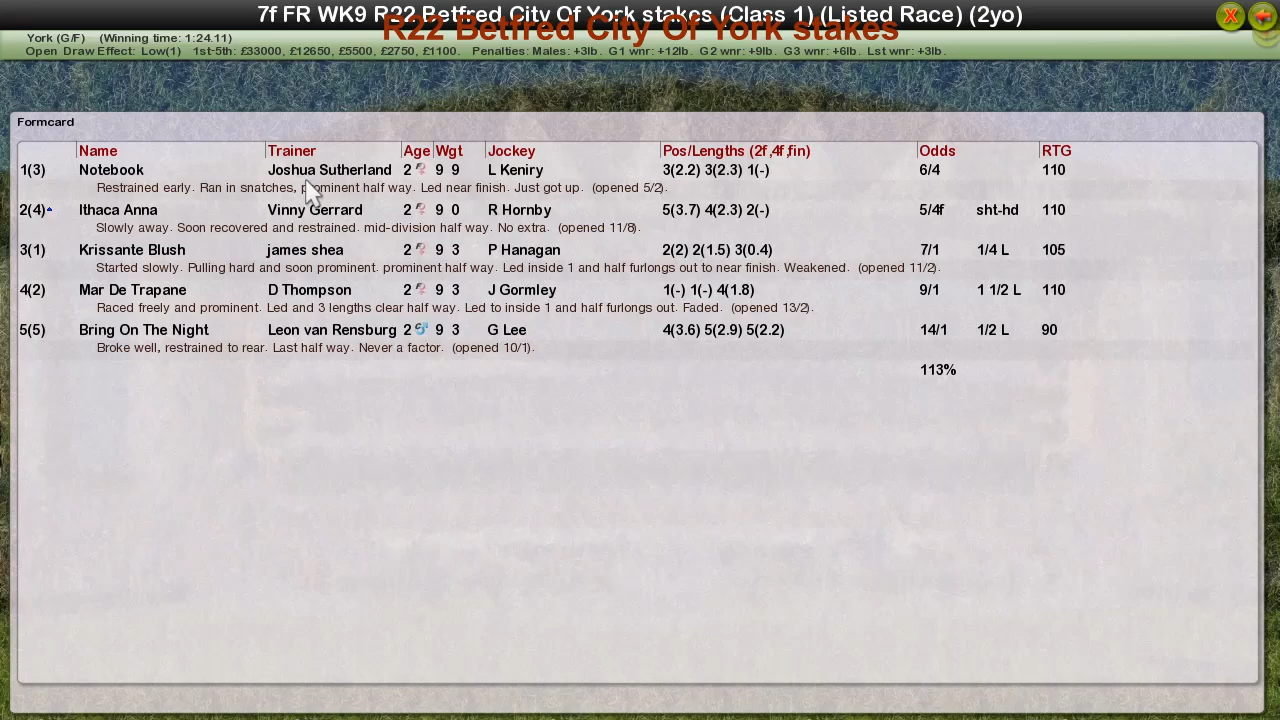 7f FR WK9 R22 Betfred City Of York stakes (Class 1) (Listed Race) (2yo)
R22 Betfred City Of York stakes
X
York (G/F) (Winning time: 1:24.11)
Open Draw Effect: Low(1) 1st-5th: £33000, £12650, £5500, £2750, £1100. Penalties: Males: +3lb. G1 wnr: +12lb. G2 wnr: +9lb. G3 wnr: +6lb. Lst wnr: +3lb.
Formcard
Name Trainer Age Wgt Jockey Pos/Lengths (2f,4f,fin) Odds RTG
1(3) Notebook Joshua Sutherland 2 9 9 L Keniry 3(2.2) 3(2.3) 1(-) 6/4 110
Restrained early. Ran in snatches, prominent half way. Led near finish. Just got up. (opened 5/2).
2(4) Ithaca Anna Vinny Gerrard 2 9 0 R Hornby 5(3.7) 4(2.3) 2(-) 5/4f sht-hd 110
Slowly away. Soon recovered and restrained. mid-division half way. No extra. (opened 11/8).
3(1) Krissante Blush james shea 2 9 3 P Hanagan 2(2) 2(1.5) 3(0.4) 7/1 1/4 L 105
Started slowly. Pulling hard and soon prominent. prominent half way. Led inside 1 and half furlongs out to near finish. Weakened. (opened 11/2).
4(2) Mar De Trapane D Thompson 2 9 3 J Gormley 1(-) 1(-) 4(1.8) 9/1 1 1/2 L 110
Raced freely and prominent. Led and 3 lengths clear half way. Led to inside 1 and half furlongs out. Faded. (opened 13/2).
5(5) Bring On The Night Leon van Rensburg 2 9 3 G Lee 4(3.6) 5(2.9) 5(2.2) 14/1 1/2 L 90
Broke well, restrained to rear. Last half way. Never a factor. (opened 10/1).
113%